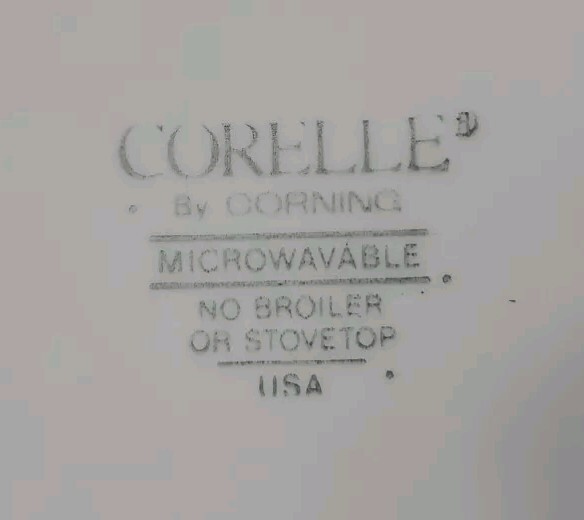 CORELLE®
By CORNING
MICROWAVABLE
NO BROILER
OR STOVETOP
USA